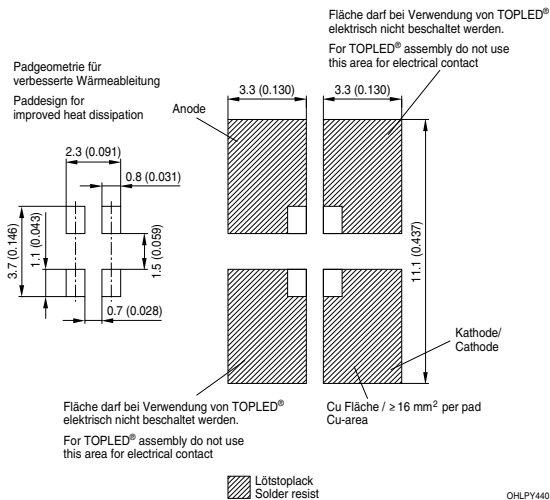 Fläche darf bei Verwendung von TOPLED®
elektrisch nicht beschaltet werden.
For TOPLED® assembly do not use
this area for electrical contact
Padgeometrie für
verbesserte Wärmeableitung
Paddesign for
improved heat dissipation
Anode
3.3 (0.130)
3.3 (0.130)
2.3 (0.091)
0.8 (0.031)
3.7 (0.146)
1.1 (0.043)
1.5 (0.059)
11.1 (0.437)
0.7 (0.028)
Kathode/
Cathode
Fläche darf bei Verwendung von TOPLED®
elektrisch nicht beschaltet werden.
For TOPLED® assembly do not use
this area for electrical contact
Cu Fläche / ≥ 16 mm² per pad
Cu-area
Lötstoplack
Solder resist
OHLPY440